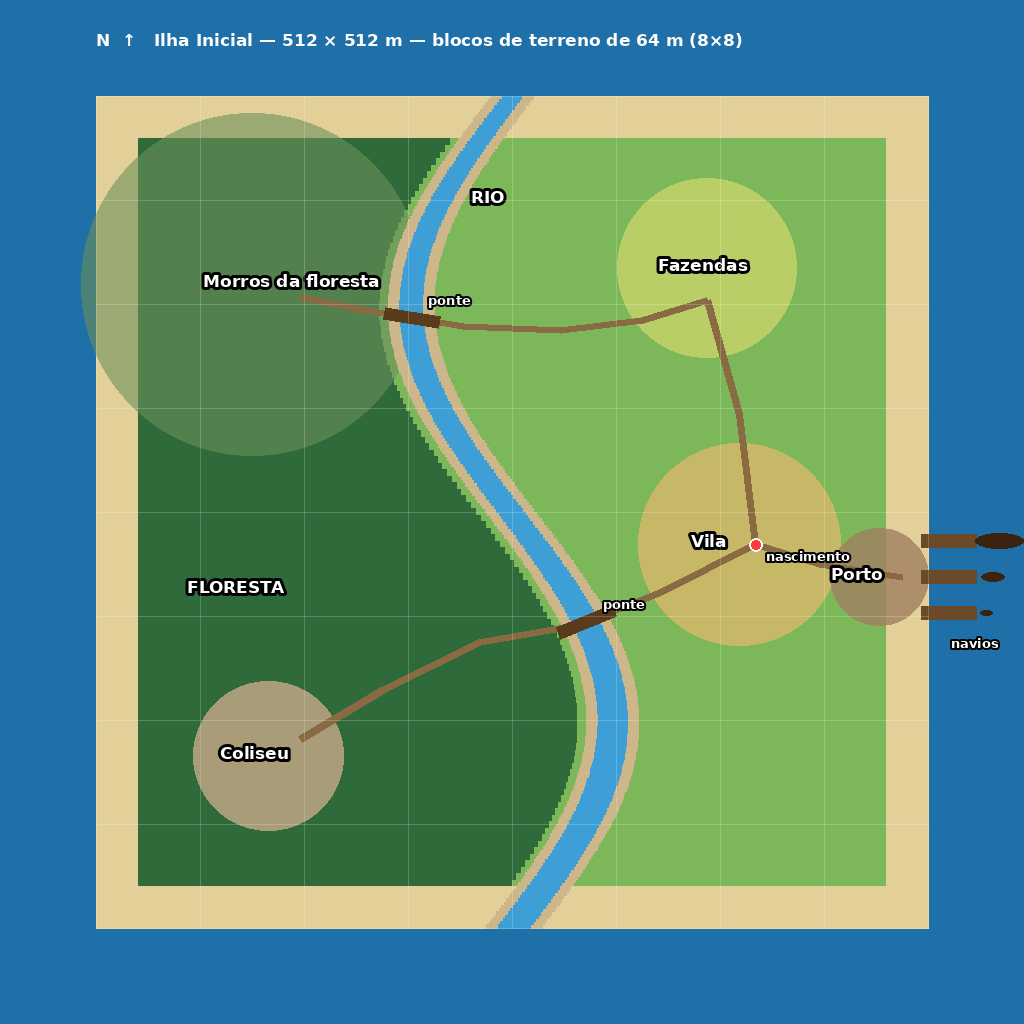 N ↑ Ilha Inicial — 512 × 512 m — blocos de terreno de 64 m (8×8)
RIO
Fazendas
Morros da floresta
ponte
Vila
nascimento
Porto
FLORESTA
ponte
navios
Coliseu